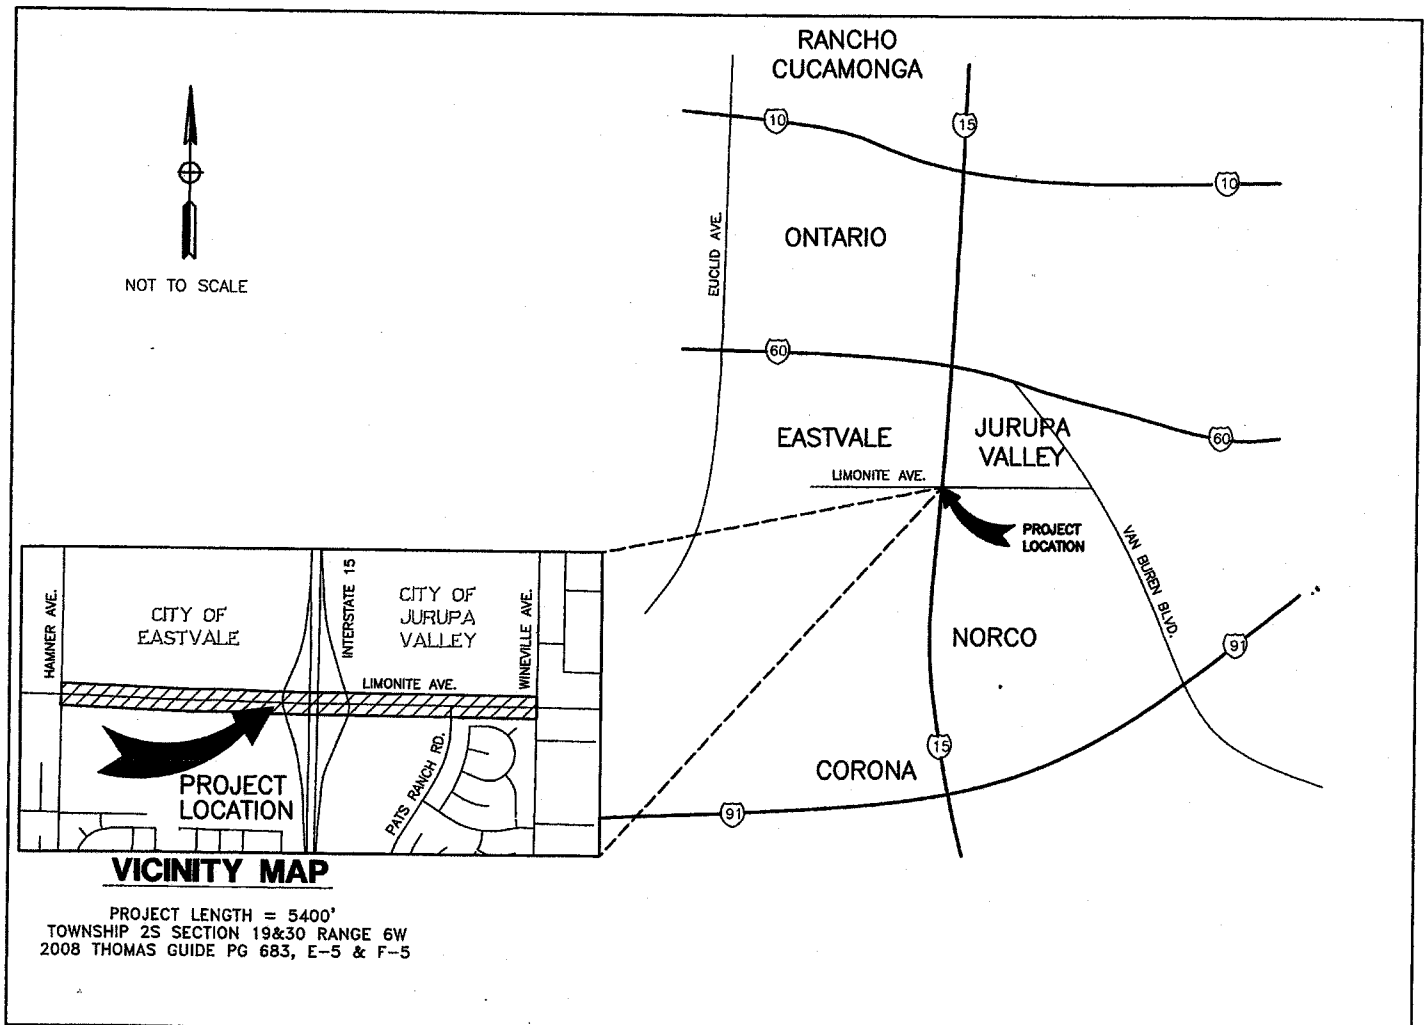 RANCHO
CUCAMONGA
10
15
10
NOT TO SCALE
EUCLID AVE.
ONTARIO
60
EASTVALE
JURUPA
VALLEY
60
LIMONITE AVE.
PROJECT
LOCATION
VAN BUREN BLVD.
NORCO
91
15
CORONA
91
HAMNER AVE.
CITY OF
EASTVALE
INTERSTATE 15
CITY OF
JURUPA
VALLEY
WINEVILLE AVE.
LIMONITE AVE.
PROJECT
LOCATION
PATS RANCH RD.
VICINITY MAP
PROJECT LENGTH = 5400'
TOWNSHIP 2S SECTION 19&30 RANGE 6W
2008 THOMAS GUIDE PG 683, E-5 & F-5